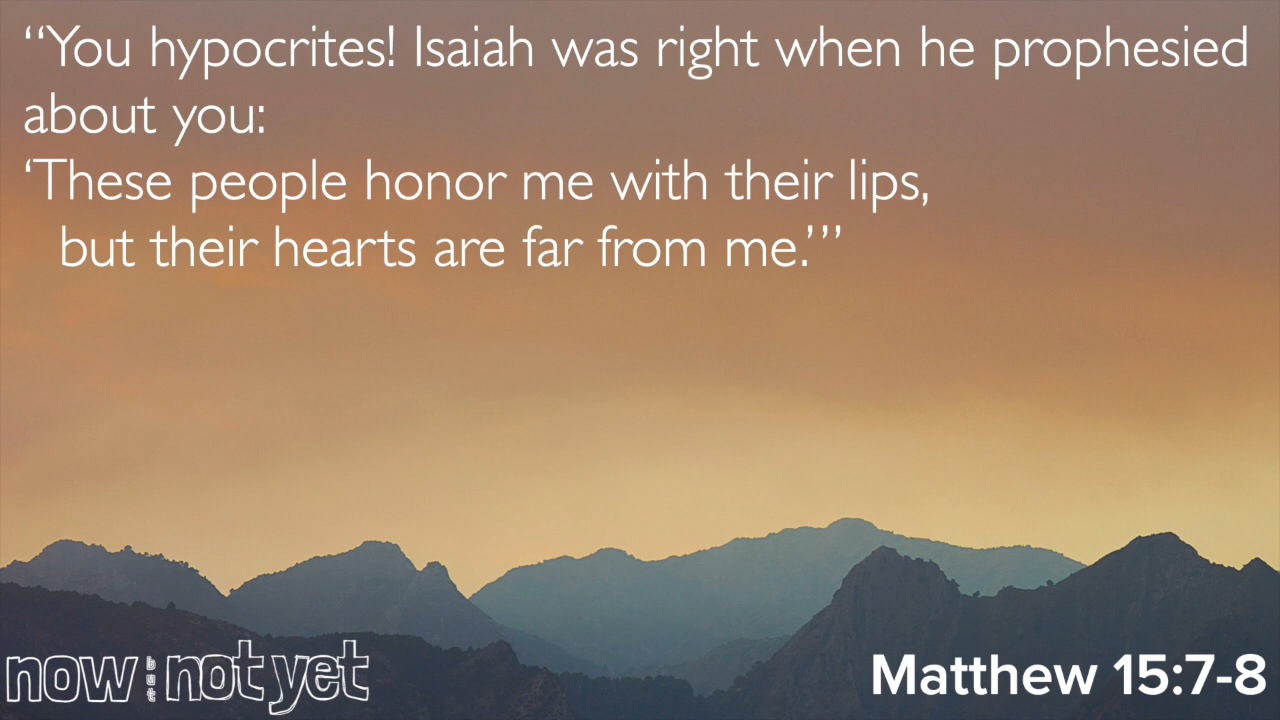 “You hypocrites! Isaiah was right when he prophesied
about you:
‘These people honor me with their lips,
but their hearts are far from me.’”
now but not yet
Matthew 15:7-8